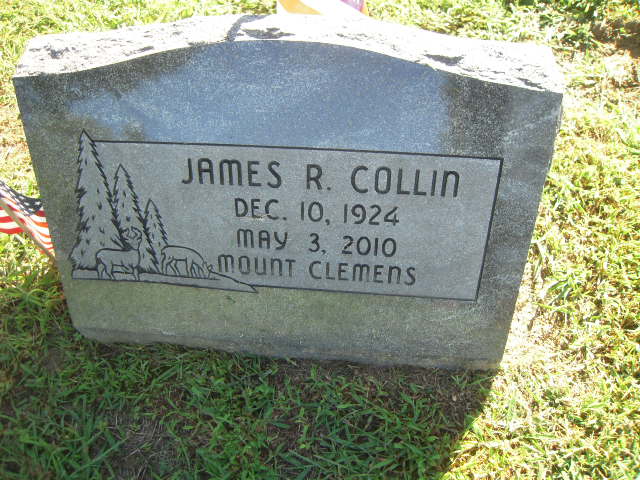 JAMES R. COLLIN
DEC. 10, 1924
MAY 3, 2010
MOUNT CLEMENS